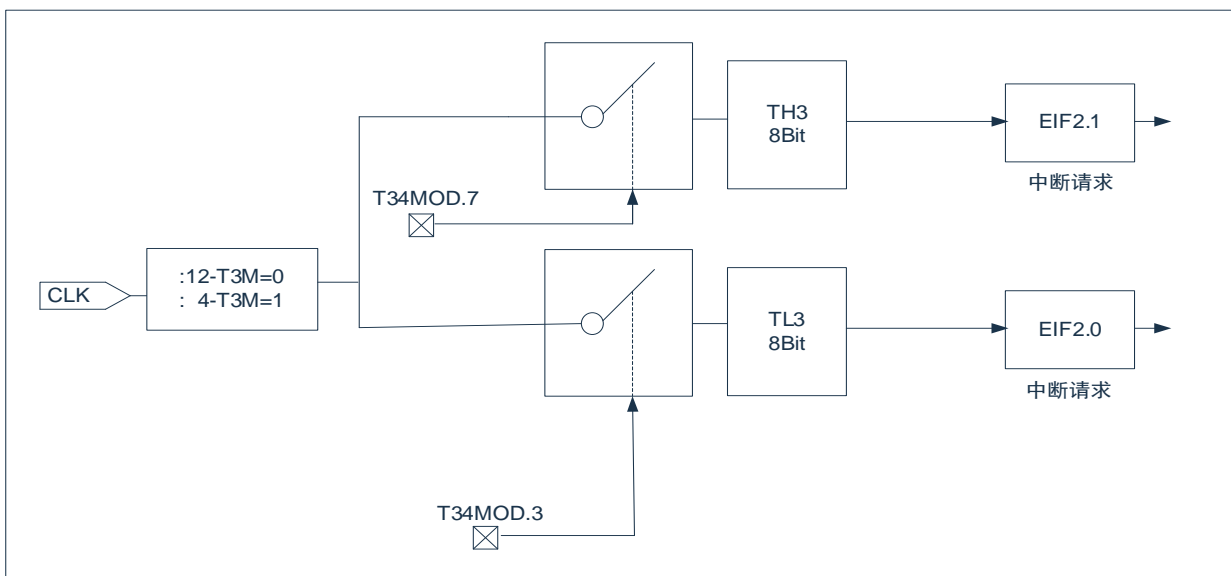 TH3
8Bit
EIF2.1
中断请求
T34MOD.7
:12-T3M=0
: 4-T3M=1
CLK
TL3
8Bit
EIF2.0
中断请求
T34MOD.3